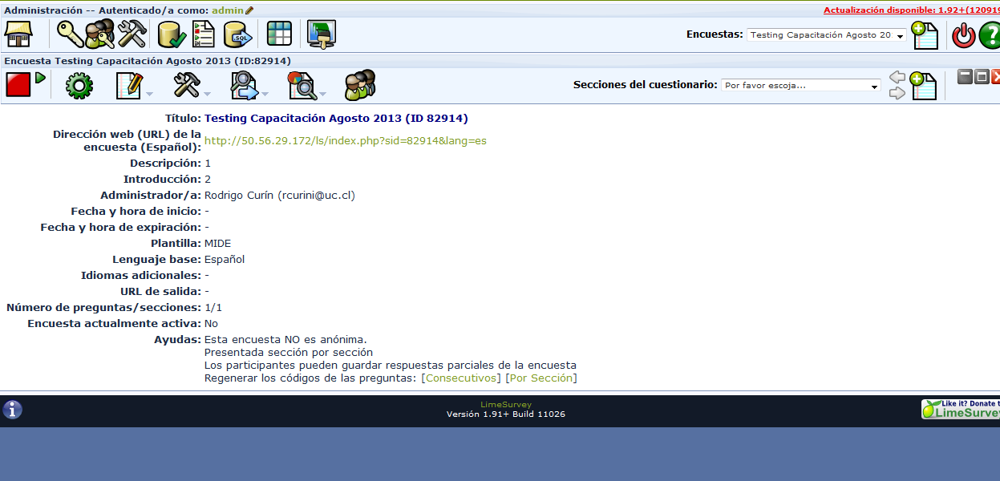 Administración -- Autenticado/a como: admin
Actualización disponible: 1.92+(120919
SQL
Encuestas: Testing Capacitación Agosto 20
?
Encuesta Testing Capacitación Agosto 2013 (ID:82914)
Secciones del cuestionario: Por favor escoja...
Título: Testing Capacitación Agosto 2013 (ID 82914)
Dirección web (URL) de la
encuesta (Español): http://50.56.29.172/ls/index.php?sid=82914&lang=es
Descripción: 1
Introducción: 2
Administrador/a: Rodrigo Curín (rcurini@uc.cl)
Fecha y hora de inicio: -
Fecha y hora de expiración: -
Plantilla: MIDE
Lenguaje base: Español
Idiomas adicionales: -
URL de salida: -
Número de preguntas/secciones: 1/1
Encuesta actualmente activa: No
Ayudas: Esta encuesta NO es anónima.
Presentada sección por sección
Los participantes pueden guardar respuestas parciales de la encuesta
Regenerar los códigos de las preguntas: [Consecutivos] [Por Sección]
LimeSurvey
Versión 1.91+ Build 11026
Like it? Donate t
LimeSurvey